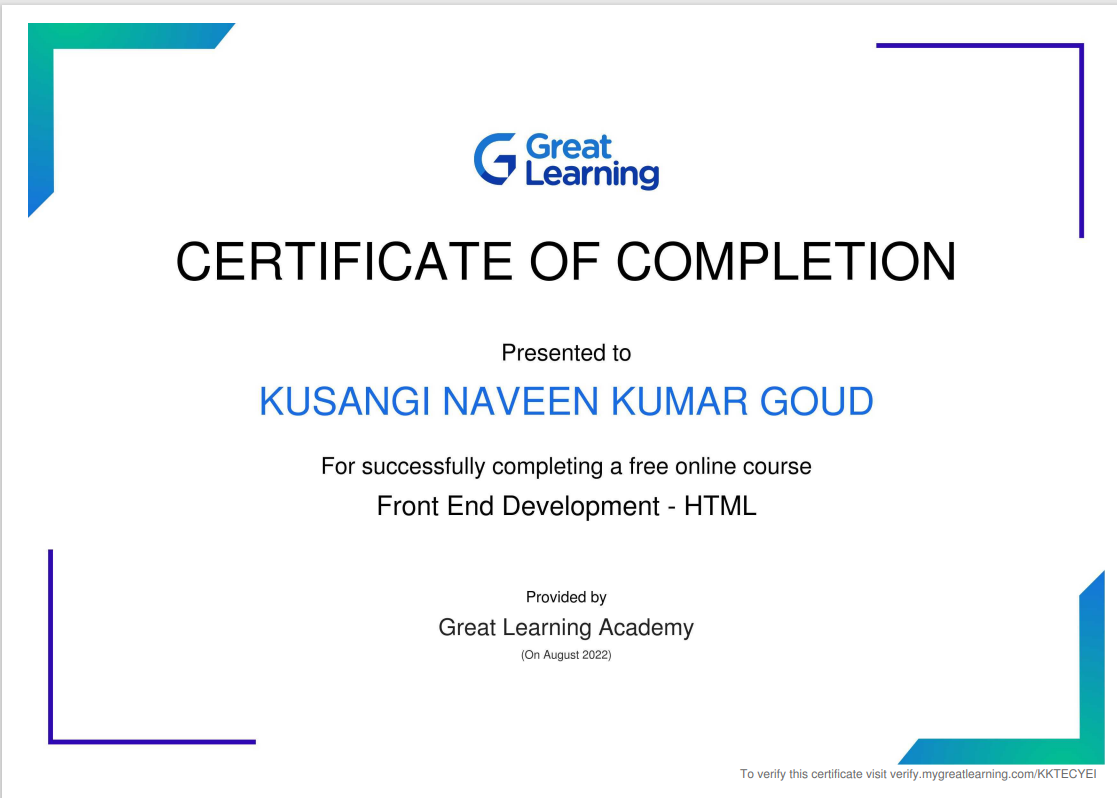 Great
Learning
CERTIFICATE OF COMPLETION
Presented to
KUSANGI NAVEEN KUMAR GOUD
For successfully completing a free online course
Front End Development - HTML
Provided by
Great Learning Academy
(On August 2022)
To verify this certificate visit verify.mygreatlearning.com/KKTECYEI